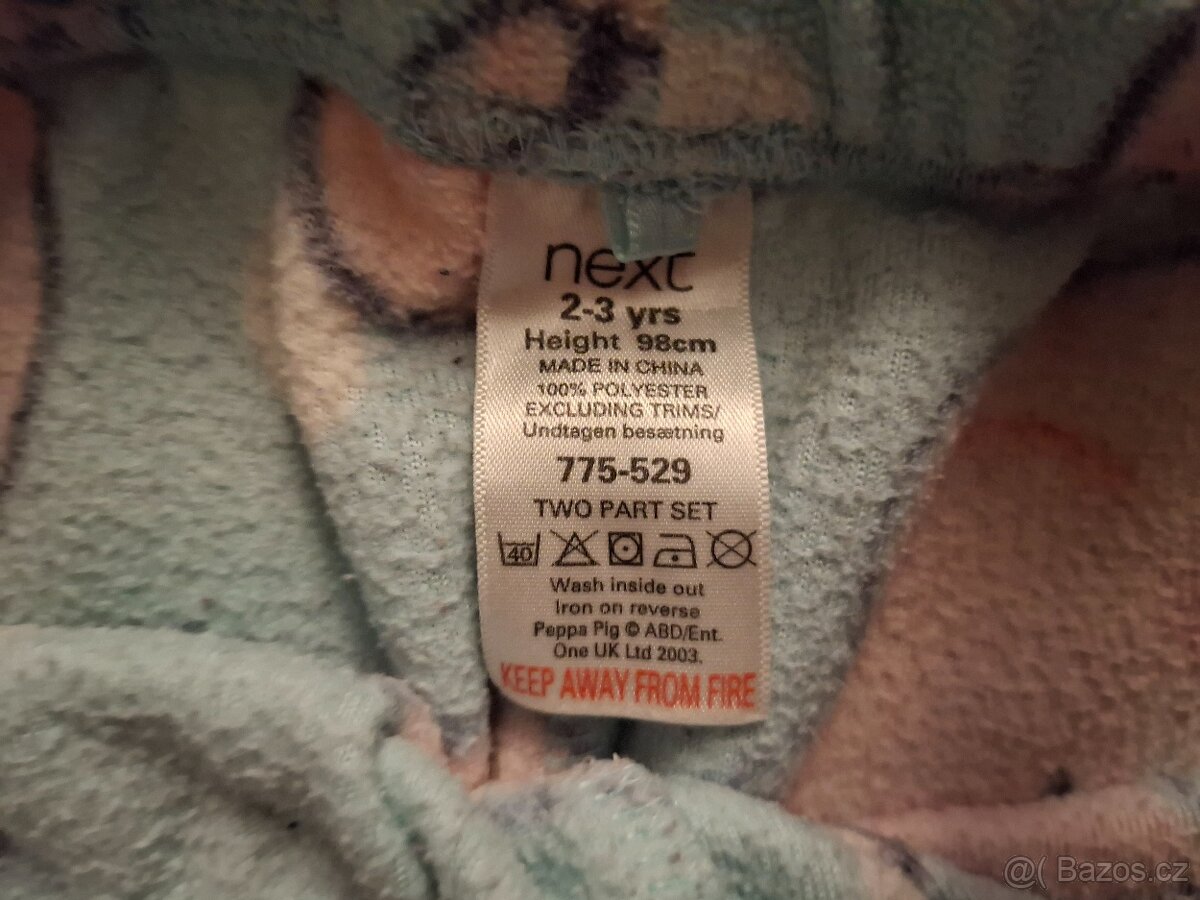 next
2-3 yrs
Height 98cm
MADE IN CHINA
100% POLYESTER
EXCLUDING TRIMS/
Undtagen besætning
775-529
TWO PART SET
40
Wash inside out
Iron on reverse
Peppa Pig © ABD/Ent.
One UK Ltd 2003.
KEEP AWAY FROM FIRE
@( Bazos.cz